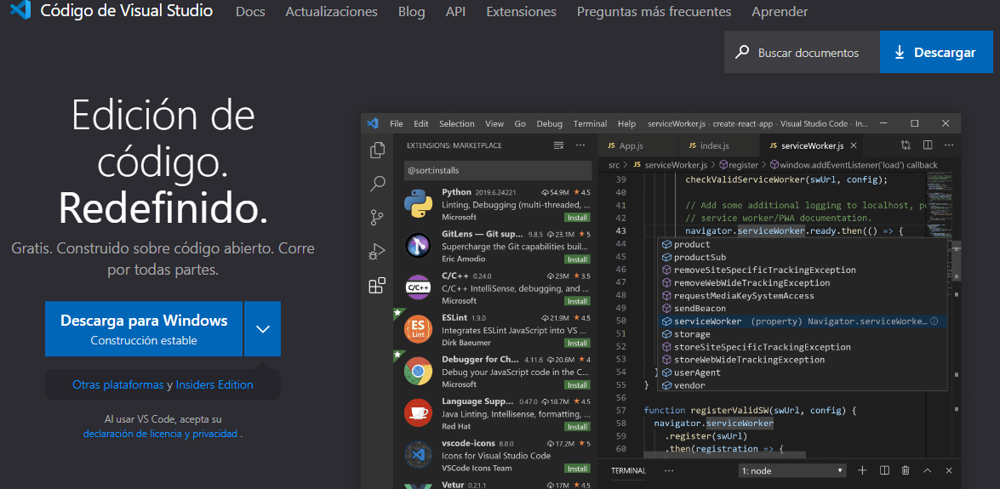 Código de Visual Studio Docs Actualizaciones Blog API Extensiones Preguntas más frecuentes Aprender
Buscar documentos Descargar
Edición de
código.
Redefinido.
Gratis. Construido sobre código abierto. Corre
por todas partes.
Descarga para Windows
Construcción estable
Otras plataformas y Insiders Edition
Al usar VS Code, acepta su
declaración de licencia y privacidad .
File Edit Selection View Go Debug Terminal Help serviceWorker.js - create-react-app - Visual Studio Code - In...
EXTENSIONS: MARKETPLACE
@sort:installs
Python 2019.6.24221 54.9M ★ 4.5
Linting, Debugging (multi-threaded, ...
Microsoft Install
GitLens — Git sup... 9.8.5 23.1M ★ 5
Supercharge the Git capabilities buil...
Eric Amodio Install
C/C++
C/C++ 0.24.0 23M ★ 3.5
C/C++ IntelliSense, debugging, and ...
Microsoft Install
ES
Lint
ESLint 1.9.0 21.9M ★ 4.5
Integrates ESLint JavaScript into VS ...
Dirk Baeumer Install
Debugger for Ch... 4.11.6 20.6M ★ 4
Debug your JavaScript code in the C...
Microsoft Install
Language Supp... 0.47.0 18.7M ★ 4.5
Java Linting, Intellisense, formatting, ...
Red Hat Install
vscode-icons 8.8.0 17.2M ★ 5
Icons for Visual Studio Code
VSCode Icons Team Install
Vetur 0.21.1 17M ★ 4.5
JS App.js JS index.js JS serviceWorker.js
src > JS serviceWorker.js > register > window.addEventListener('load') callback
39 checkValidServiceWorker(swUrl, config);
40
41 // Add some additional logging to localhost, po
42 // service worker/PWA documentation.
43 navigator.serviceWorker.ready.then(() => {
44 product
45 productSub
46 removeSiteSpecificTrackingException
47 removeWebWideTrackingException
48 requestMediaKeySystemAccess
49 sendBeacon
50 serviceWorker (property) Navigator.serviceWorke...
51 storage
52 storeSiteSpecificTrackingException
53 storeWebWideTrackingException
54 } userAgent
55 } vendor
56
57 function registerValidSW(swUrl, config) {
58 navigator.serviceWorker
59 .register(swUrl)
60 .then(registration => {
TERMINAL ... 1: node